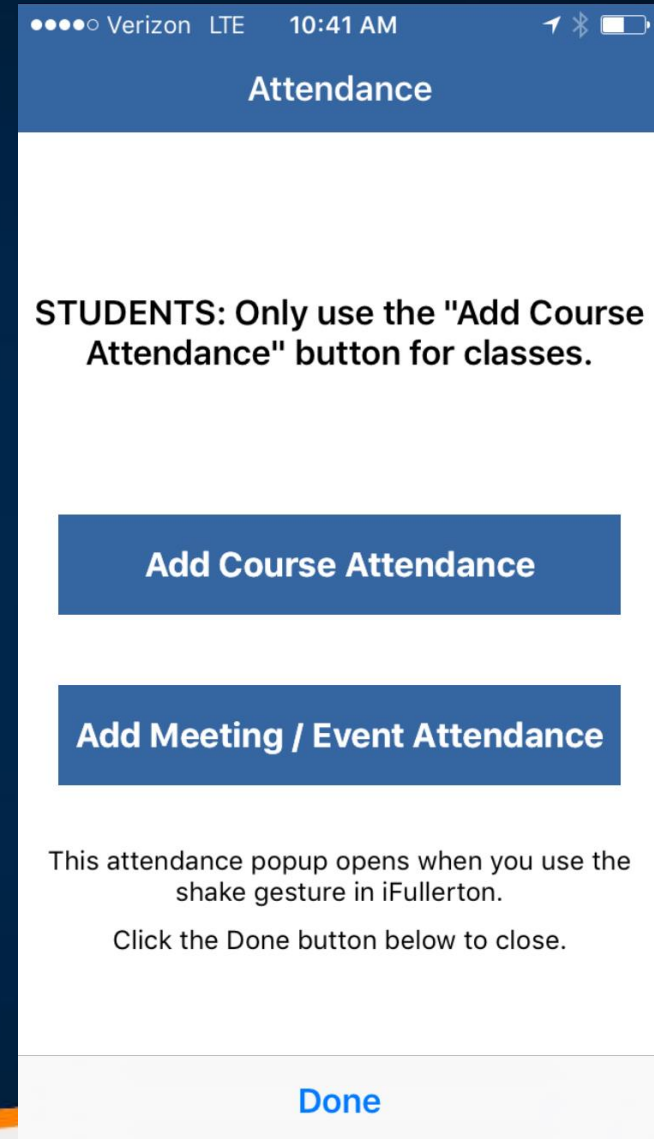 ●●●●○ Verizon LTE 10:41 AM
Attendance
STUDENTS: Only use the "Add Course
Attendance" button for classes.
Add Course Attendance
Add Meeting / Event Attendance
This attendance popup opens when you use the
shake gesture in iFullerton.
Click the Done button below to close.
Done